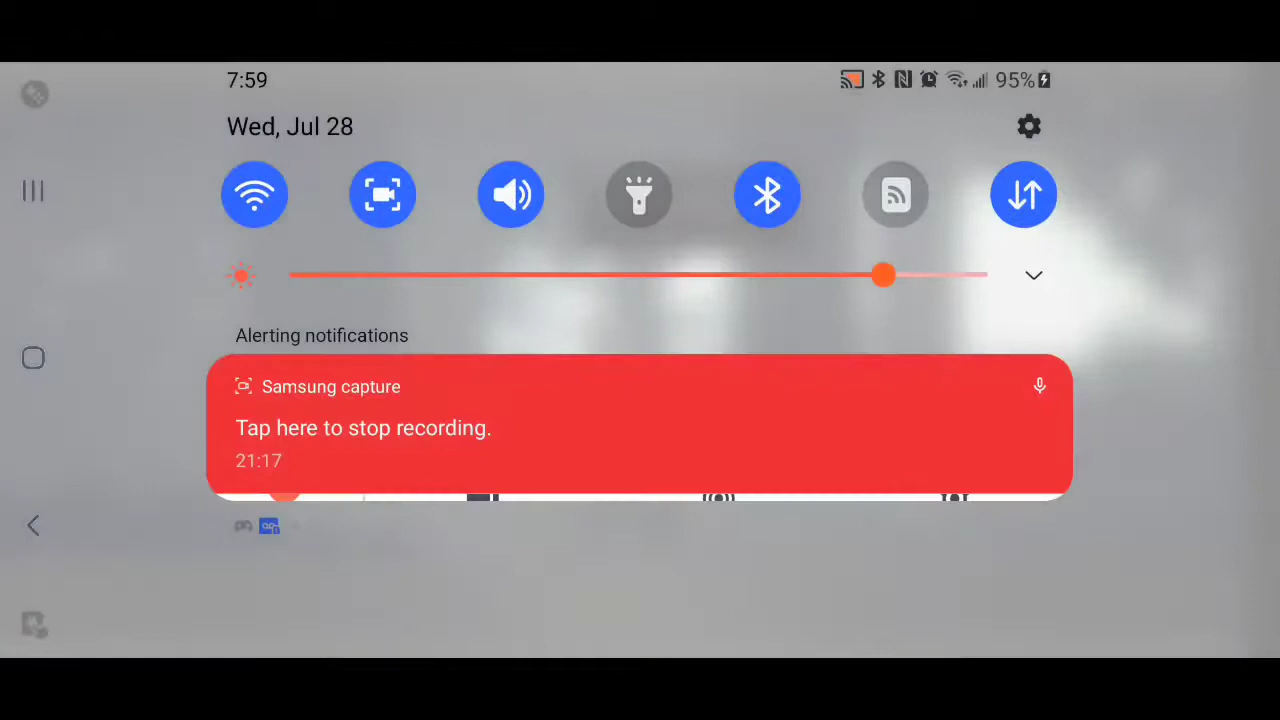 7:59
95%
Wed, Jul 28
Alerting notifications
Samsung capture
Tap here to stop recording.
21:17